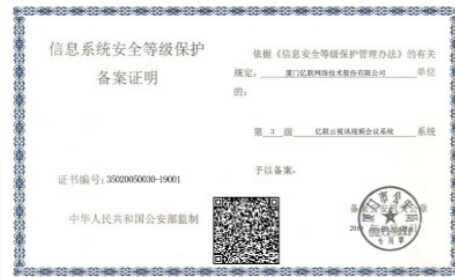 信息系统安全等级保护
备案证明
证书编号:35020050030-19001
中华人民共和国公安部监制
依据《信息安全等级保护管理办法》的有关
规定, 厦门亿联网络技术股份有限公司 单位
的:
第 3 级 亿联云视讯视频会议系统 系统
予以备案。